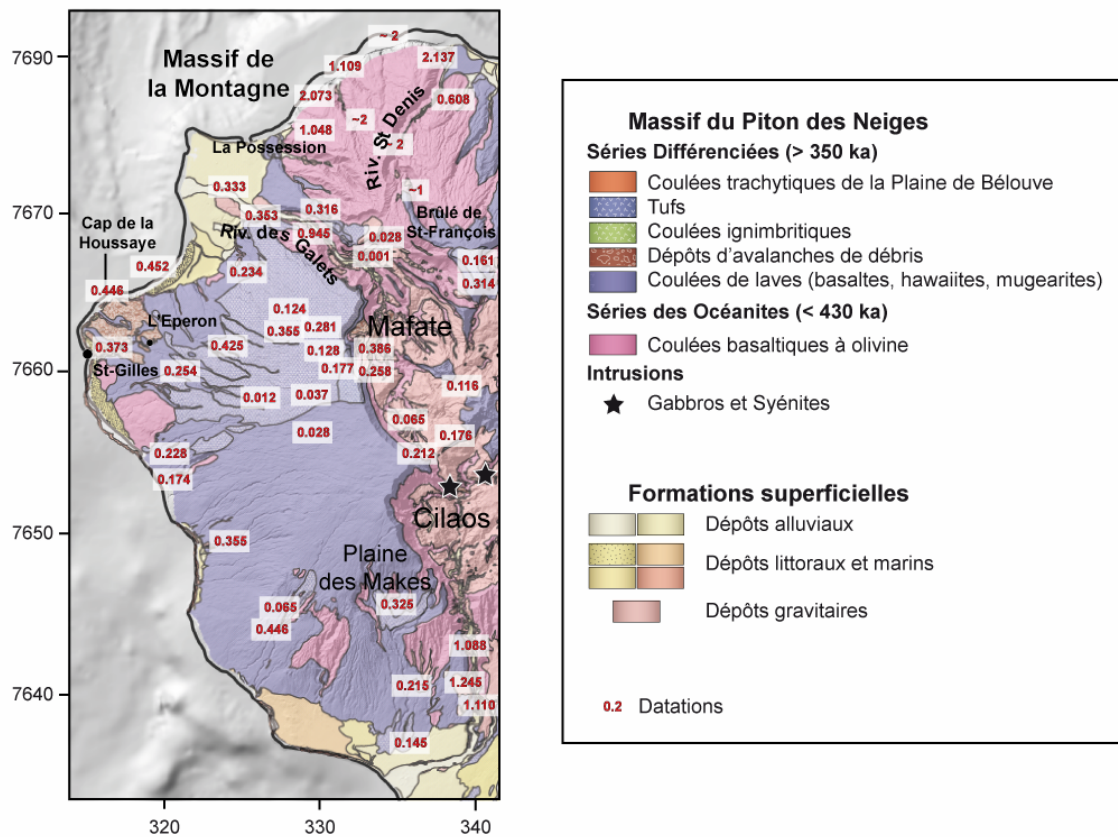 7690
7680
7670
7660
7650
7640
320
330
340
Massif de
la Montagne
~ 2
1.109
2.137
2.073
0.608
~2
1.048
~ 2
Riv. St Denis
La Possession
0.333
~1
0.353
0.316
Brûlé de
St-François
Cap de la
Houssaye
Riv. des Galets
0.945
0.028
0.001
0.452
0.234
0.161
0.446
0.314
0.124
L'Eperon
0.355
0.281
Mafate
0.373
0.425
0.128
0.386
St-Gilles
0.254
0.177
0.258
0.116
0.012
0.037
0.065
0.028
0.176
0.228
0.212
0.174
Cilaos
0.355
Plaine
des Makes
0.065
0.325
0.446
1.088
0.215
1.245
1.110
0.145
Massif du Piton des Neiges
Séries Différenciées (> 350 ka)
Coulées trachytiques de la Plaine de Bélouve
Tufs
Coulées ignimbritiques
Dépôts d'avalanches de débris
Coulées de laves (basaltes, hawaiites, mugearites)
Séries des Océanites (< 430 ka)
Coulées basaltiques à olivine
Intrusions
Gabbros et Syénites
Formations superficielles
Dépôts alluviaux
Dépôts littoraux et marins
Dépôts gravitaires
0.2 Datations